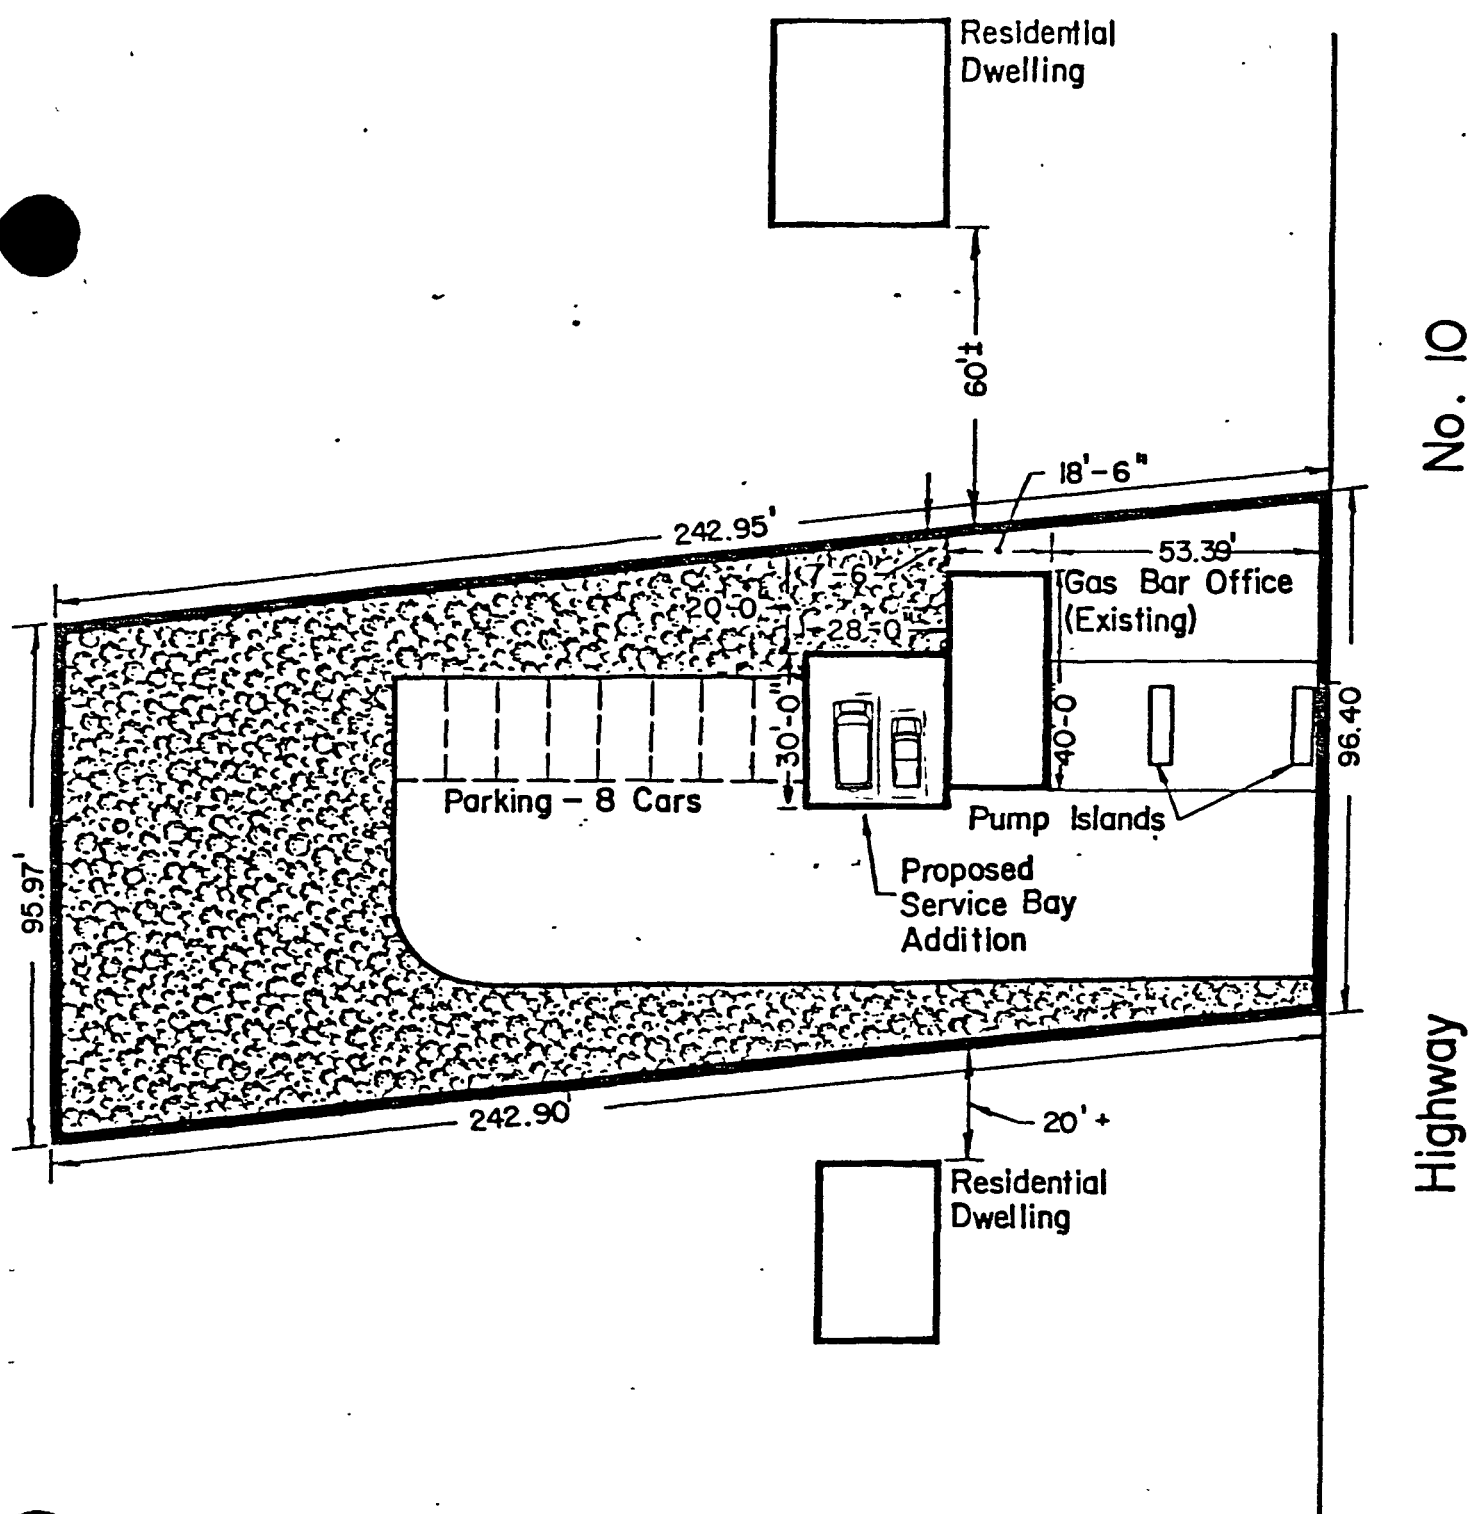 Residential
Dwelling
No. 10
60'±
18'-6"
242.95'
53.39'
7-6
20-0
28-0"
Gas Bar Office
(Existing)
30'-0"
40-0
96.40
Parking - 8 Cars
Pump Islands
95.97'
Proposed
Service Bay
Addition
Highway
242.90'
20'+
Residential
Dwelling